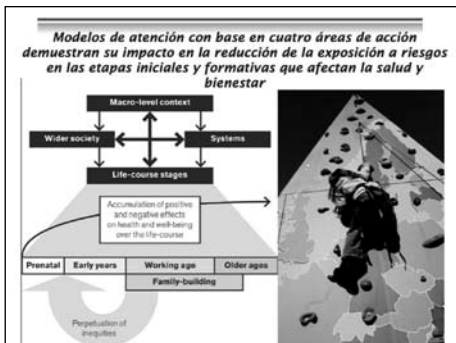 Modelos de atención con base en cuatro áreas de acción
demuestran su impacto en la reducción de la exposición a riesgos
en las etapas iniciales y formativas que afectan la salud y
bienestar
Macro-level context
Wider society
Systems
Life-course stages
Accumulation of positive
and negative effects
on health and well-being
over the life-course
Prenatal
Early years
Working age
Older ages
Family-building
Perpetuation of
inequities